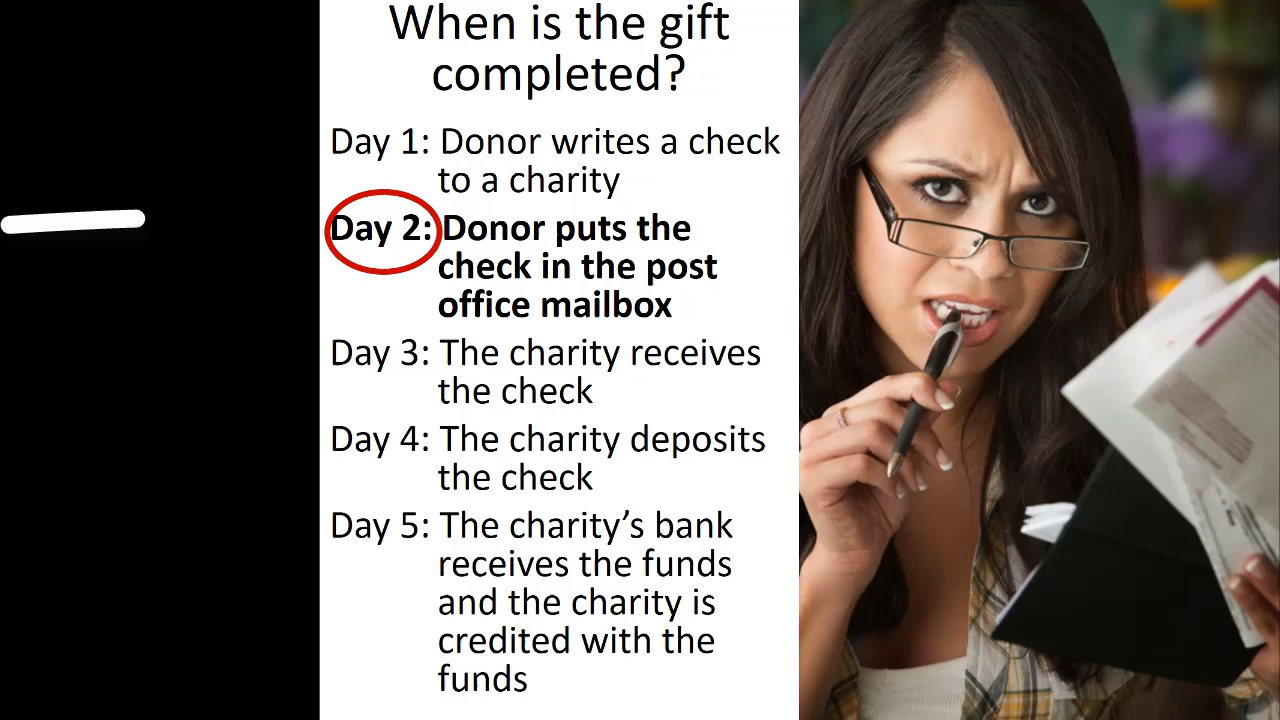 When is the gift
completed?
Day 1: Donor writes a check
to a charity
Day 2: Donor puts the
check in the post
office mailbox
Day 3: The charity receives
the check
Day 4: The charity deposits
the check
Day 5: The charity’s bank
receives the funds
and the charity is
credited with the
funds